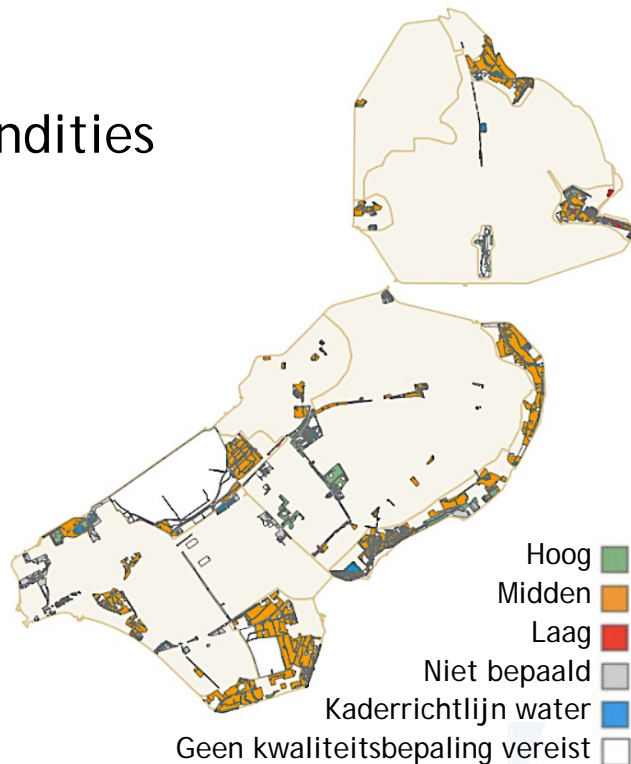 ndities
Hoog
Midden
Laag
Niet bepaald
Kaderrichtlijn water
Geen kwaliteitsbepaling vereist